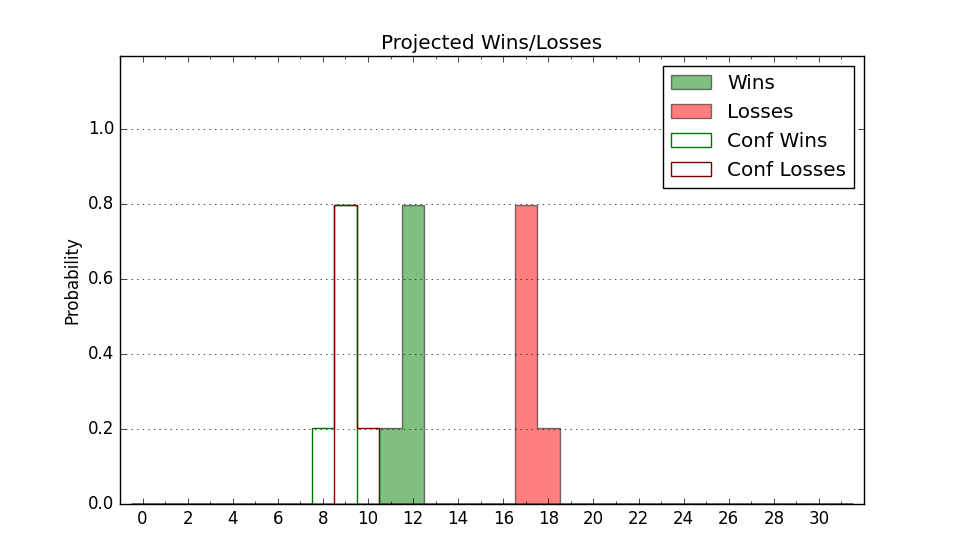 Projected Wins/Losses
Wins
Losses
Conf Wins
Conf Losses
Probability
1.0
0.8
0.6
0.4
0.2
0.0
0 2 4 6 8 10 12 14 16 18 20 22 24 26 28 30